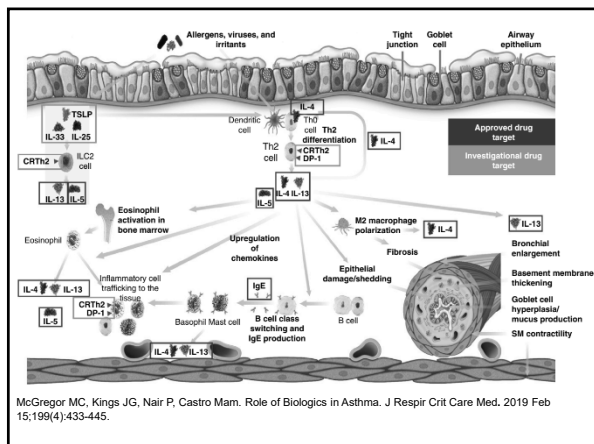 Allergens, viruses, and
irritants
Tight
junction
Goblet
cell
Airway
epithelium
TSLP
IL-33 IL-25
CRTh2
ILC2
cell
IL-13 IL-5
Dendritic
cell
IL-4
Th0
cell
Th2
differentiation
Th2
cell
CRTh2
DP-1
IL-4
Approved drug
target
Investigational drug
target
IL-5
IL-4 IL-13
Eosinophil
activation in
bone marrow
Eosinophil
Upregulation
of
chemokines
M2 macrophage
polarization
IL-4
Fibrosis
IL-13
Bronchial
enlargement
Basement membrane
thickening
Goblet cell
hyperplasia/
mucus production
SM contractility
Epithelial
damage/shedding
IL-4 IL-13
IL-5
Inflammatory cell
trafficking to the
tissue
CRTh2
DP-1
IgE
Basophil Mast cell
B cell class
switching and
IgE production
B cell
IL-4 IL-13
McGregor MC, Kings JG, Nair P, Castro Mam. Role of Biologics in Asthma. J Respir Crit Care Med. 2019 Feb
15;199(4):433-445.